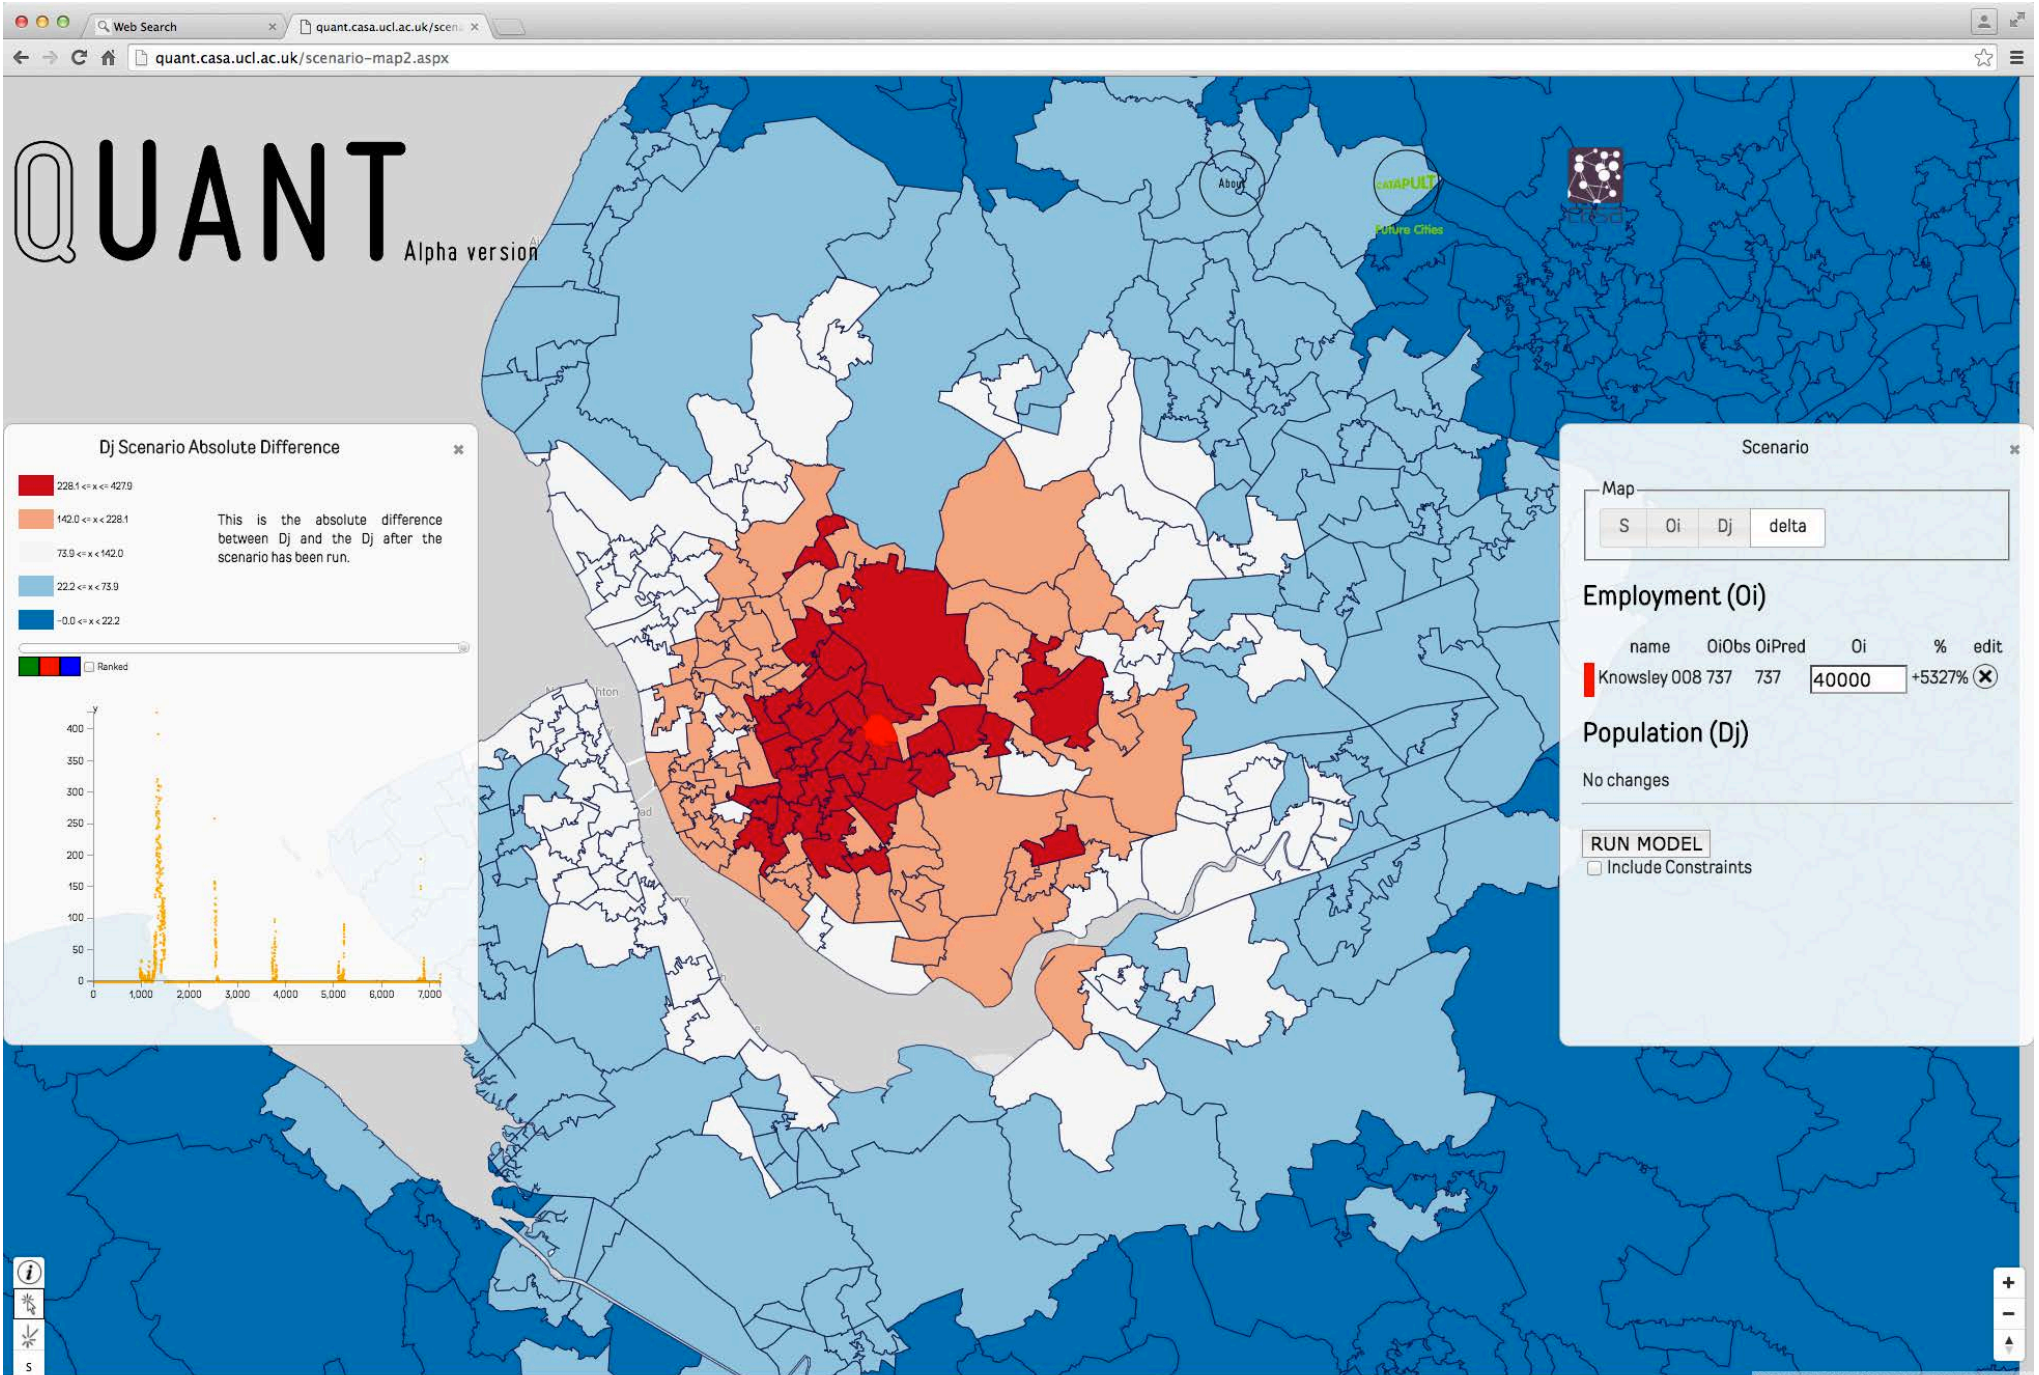 Web Search
quant.casa.ucl.ac.uk/scen
quant.casa.ucl.ac.uk/scenario-map2.aspx
QUANT
Alpha version
About
CATAPULT
Future Cities
casa
Dj Scenario Absolute Difference
228.1 <= x <= 427.9
142.0 <= x < 228.1
73.9 <= x < 142.0
22.2 <= x < 73.9
-0.0 <= x < 22.2
This is the absolute difference
between Dj and the Dj after the
scenario has been run.
Ranked
y
400
350
300
250
200
150
100
50
0
0 1,000 2,000 3,000 4,000 5,000 6,000 7,000
Scenario
Map
S Oi Dj delta
Employment (Oi)
name OiObs OiPred Oi % edit
Knowsley 008 737 737 40000 +5327%
Population (Dj)
No changes
RUN MODEL
Include Constraints
i
S
+
−